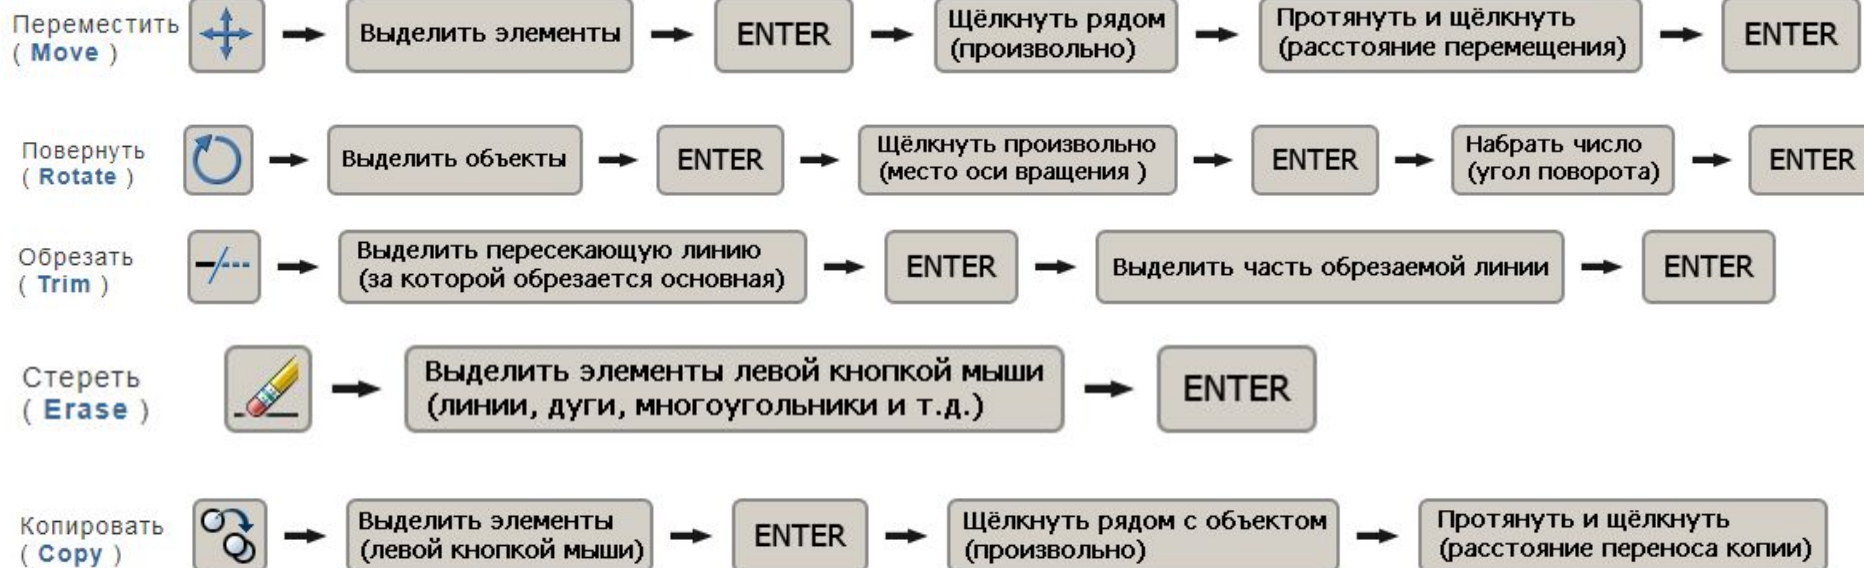 Переместить
( Move )
Выделить элементы
ENTER
Щёлкнуть рядом
(произвольно)
Протянуть и щёлкнуть
(расстояние перемещения)
ENTER
Повернуть
( Rotate )
Выделить объекты
ENTER
Щёлкнуть произвольно
(место оси вращения )
ENTER
Набрать число
(угол поворота)
ENTER
Обрезать
( Trim )
Выделить пересекающую линию
(за которой обрезается основная)
ENTER
Выделить часть обрезаемой линии
ENTER
Стереть
( Erase )
Выделить элементы левой кнопкой мыши
(линии, дуги, многоугольники и т.д.)
ENTER
Копировать
( Copy )
Выделить элементы
(левой кнопкой мыши)
ENTER
Щёлкнуть рядом с объектом
(произвольно)
Протянуть и щёлкнуть
(расстояние переноса копии)